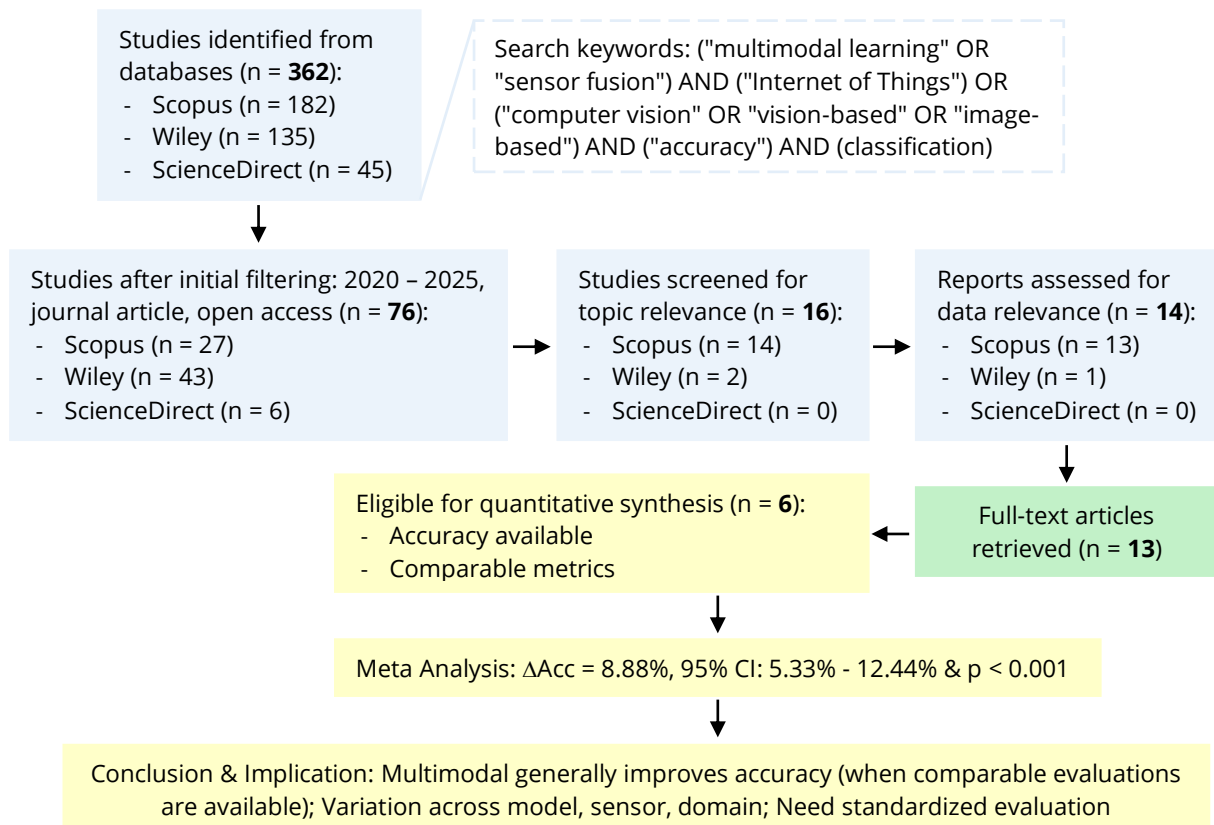 Studies identified from
databases (n = 362):
- Scopus (n = 182)
- Wiley (n = 135)
- ScienceDirect (n = 45)
Search keywords: ("multimodal learning" OR
"sensor fusion") AND ("Internet of Things") OR
("computer vision" OR "vision-based" OR "image-
based") AND ("accuracy") AND (classification)
Studies after initial filtering: 2020 – 2025,
journal article, open access (n = 76):
- Scopus (n = 27)
- Wiley (n = 43)
- ScienceDirect (n = 6)
Studies screened for
topic relevance (n = 16):
- Scopus (n = 14)
- Wiley (n = 2)
- ScienceDirect (n = 0)
Reports assessed for
data relevance (n = 14):
- Scopus (n = 13)
- Wiley (n = 1)
- ScienceDirect (n = 0)
Full-text articles
retrieved (n = 13)
Eligible for quantitative synthesis (n = 6):
- Accuracy available
- Comparable metrics
Meta Analysis: ΔAcc = 8.88%, 95% CI: 5.33% - 12.44% & p < 0.001
Conclusion & Implication: Multimodal generally improves accuracy (when comparable evaluations
are available); Variation across model, sensor, domain; Need standardized evaluation